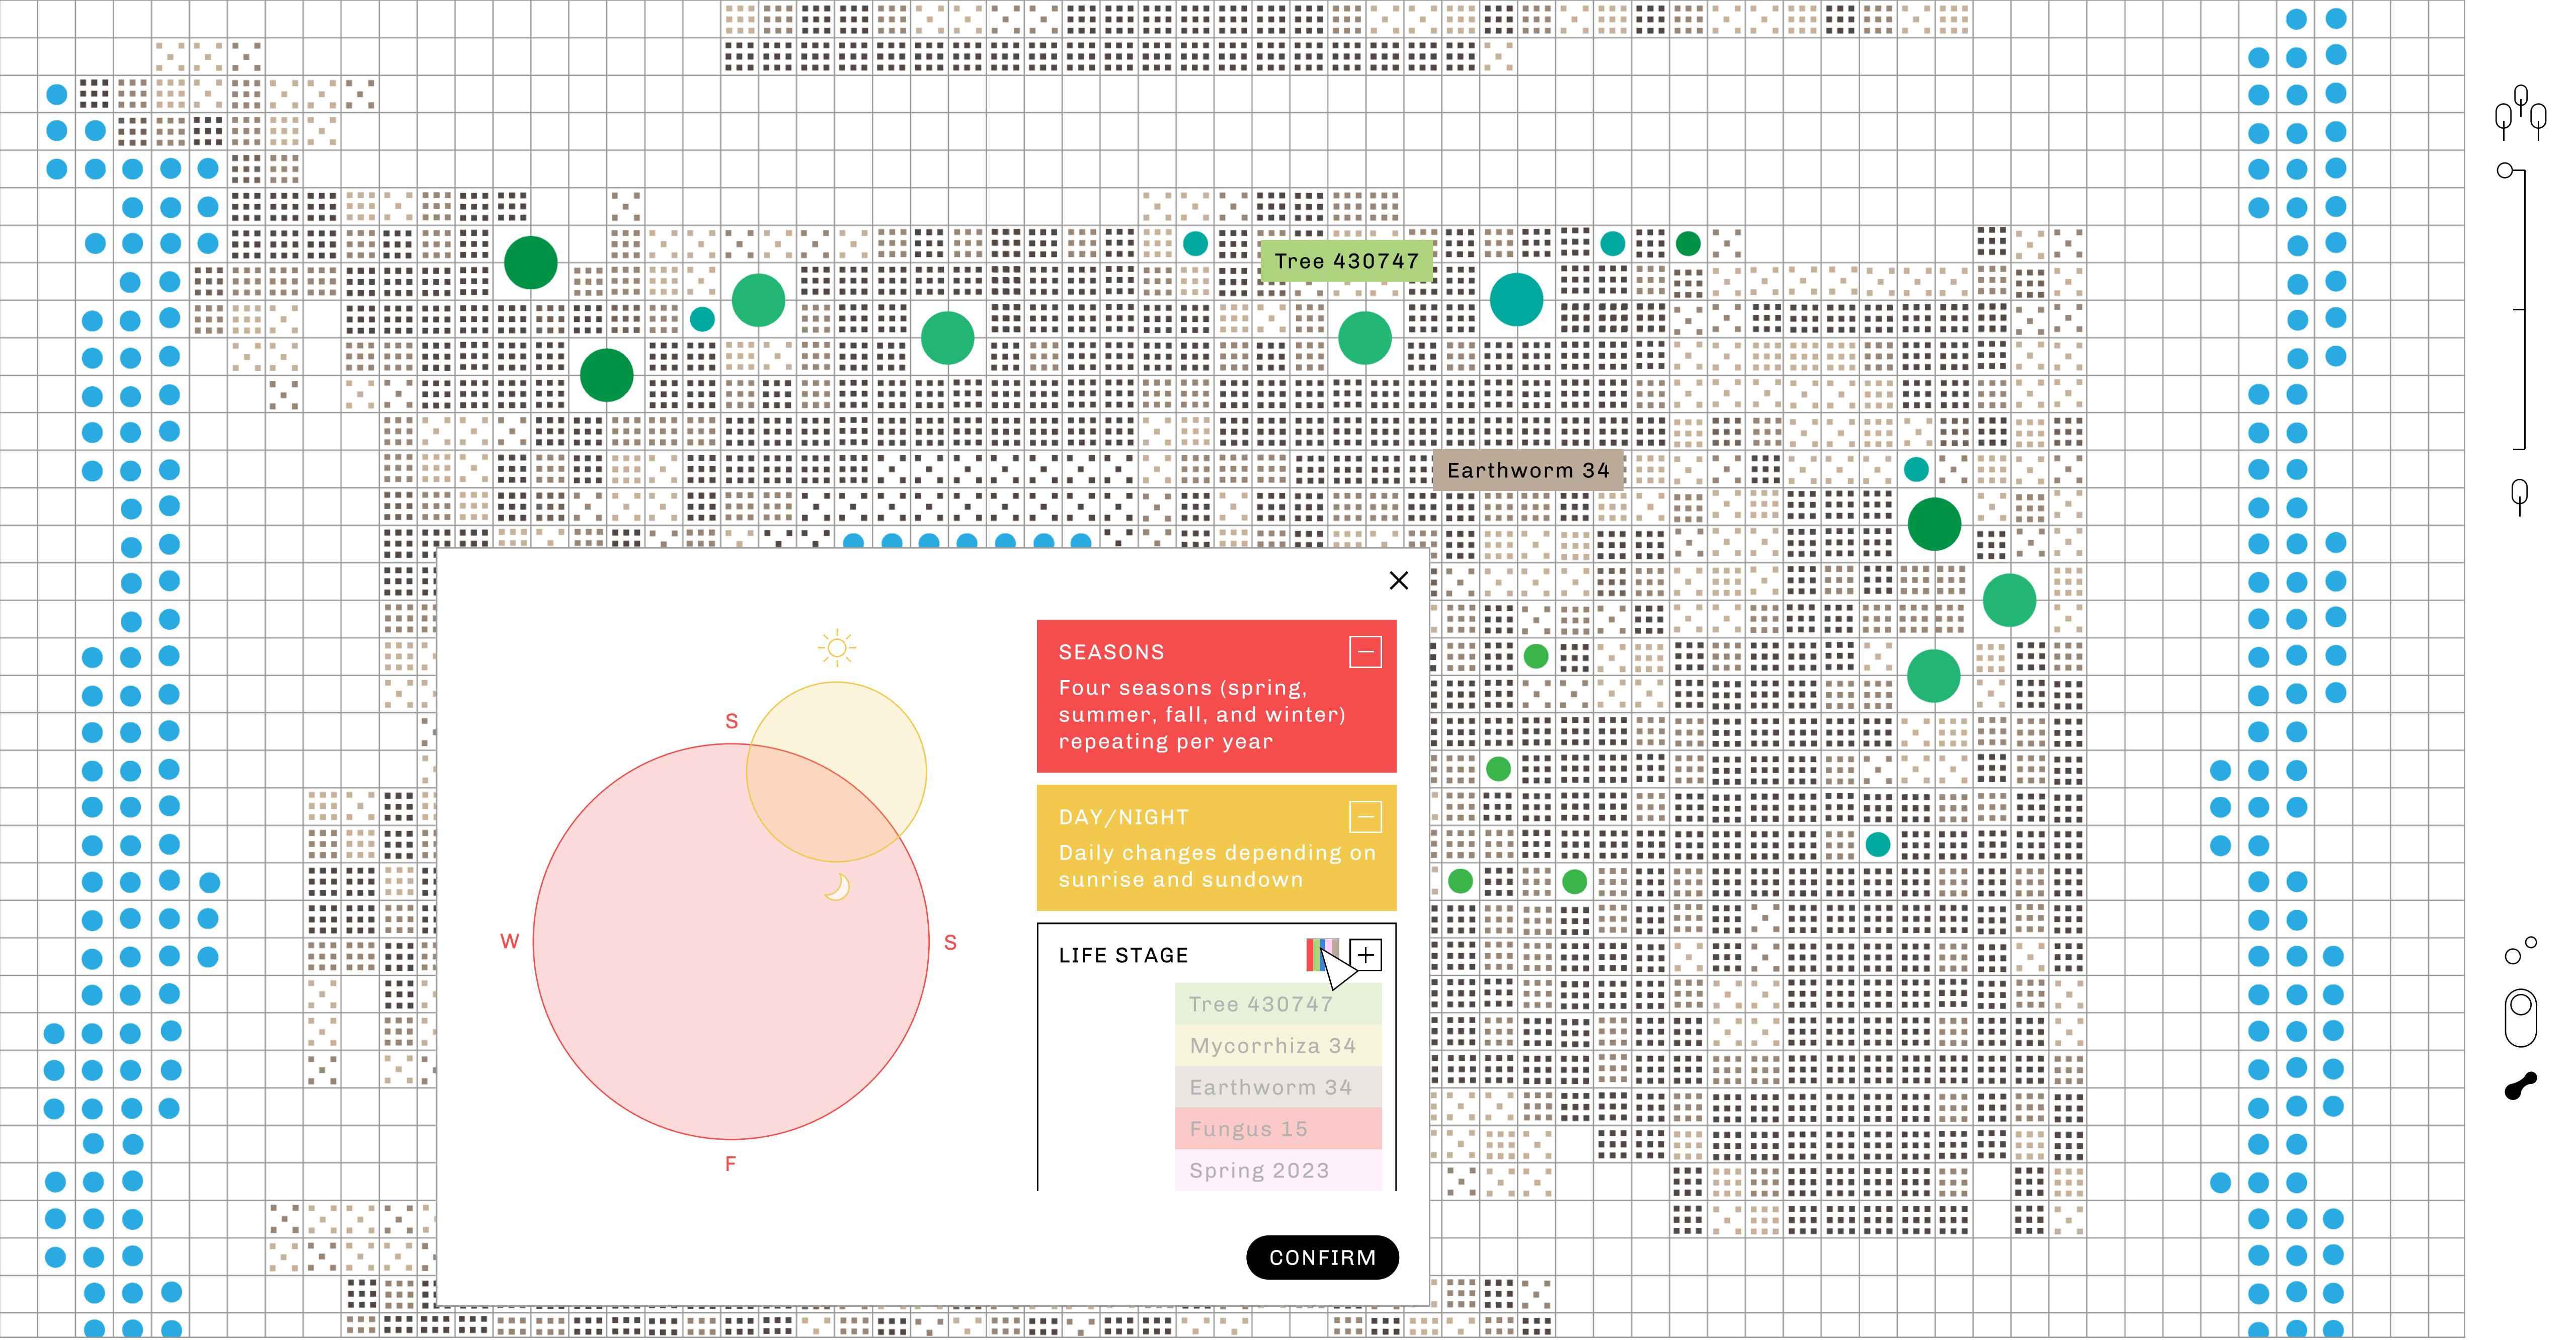 Tree 430747
Earthworm 34
SEASONS
Four seasons (spring,
summer, fall, and winter)
repeating per year
DAY/NIGHT
Daily changes depending on
sunrise and sundown
S
W
S
F
LIFE STAGE
Tree 430747
Mycorrhiza 34
Earthworm 34
Fungus 15
Spring 2023
CONFIRM